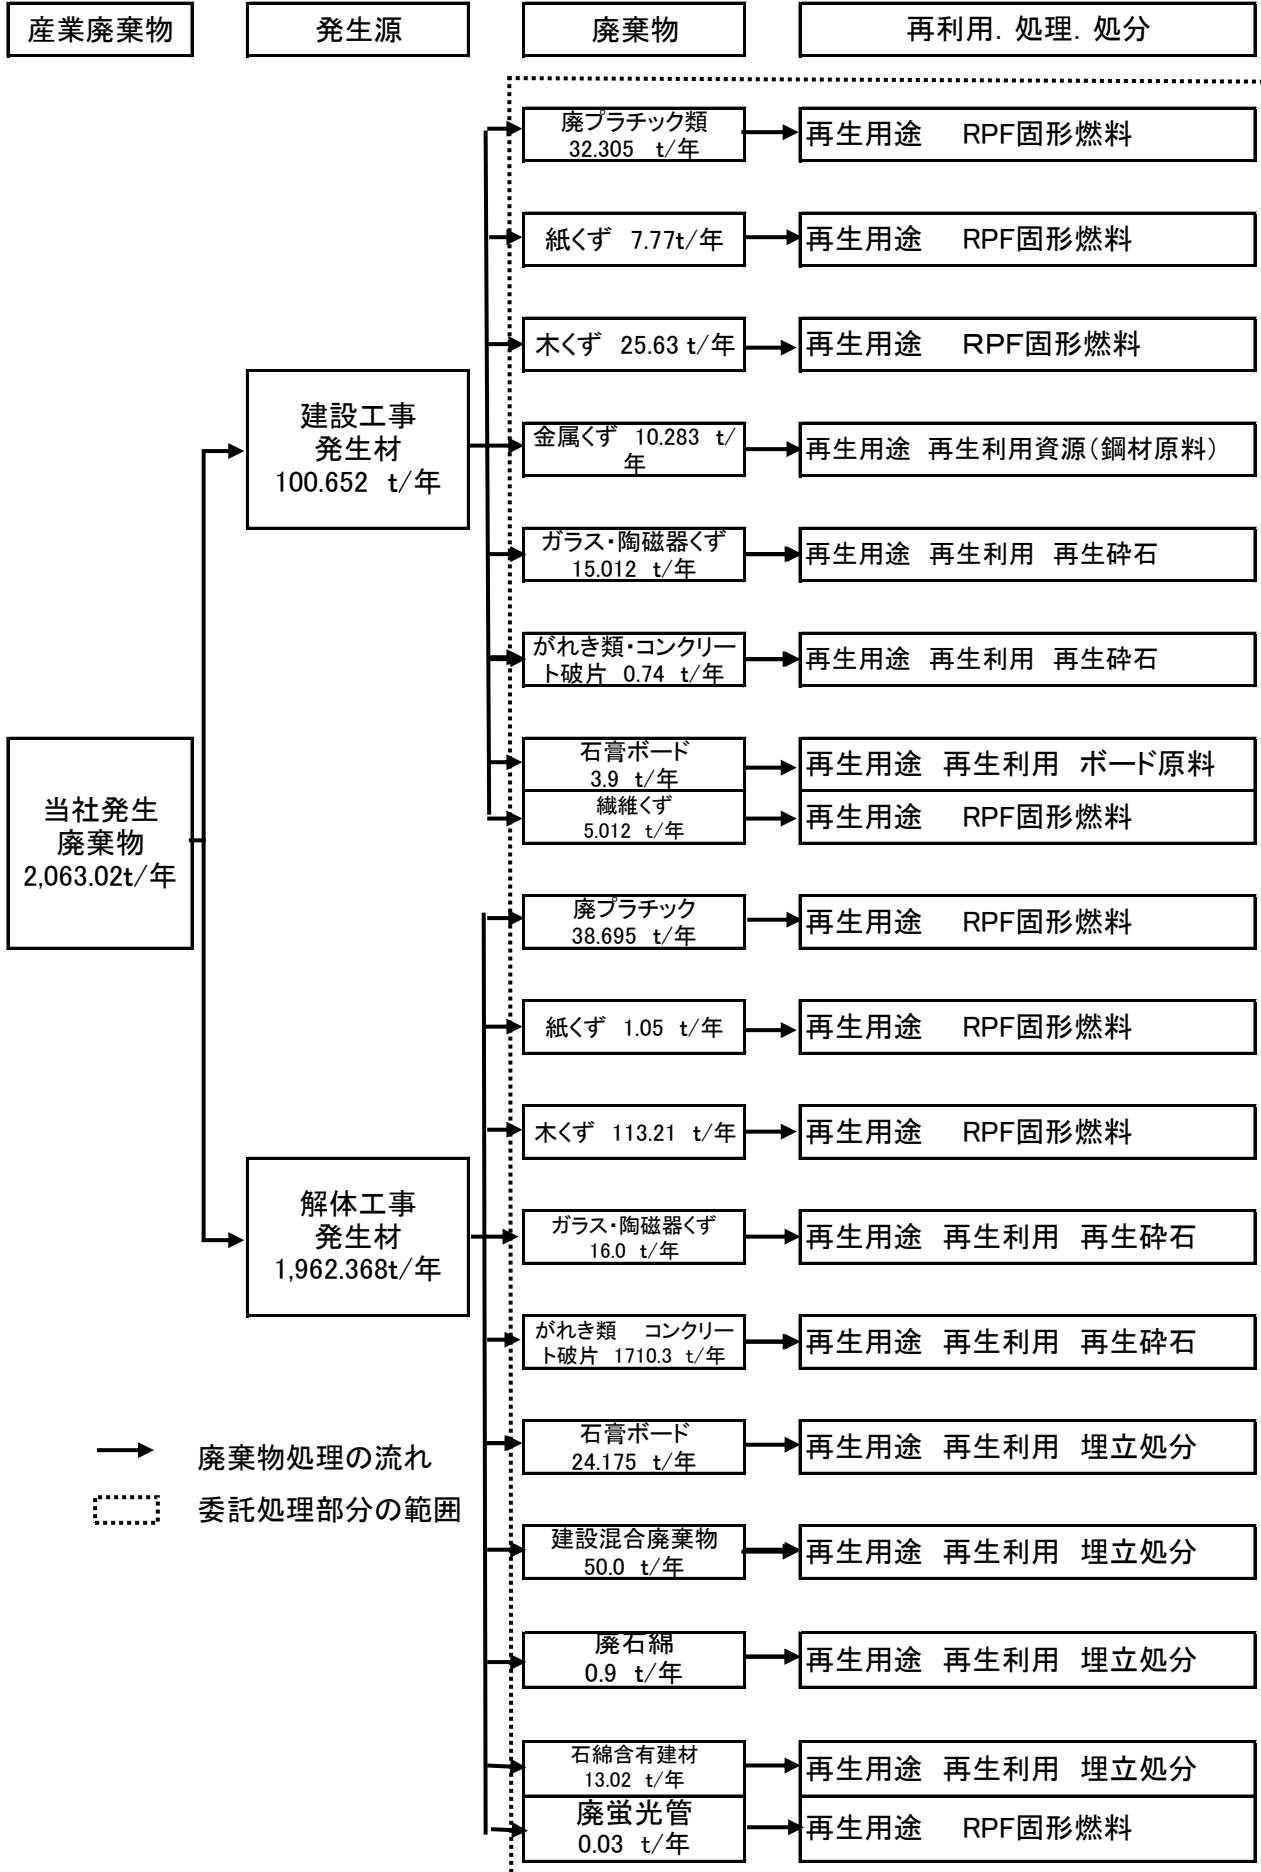 産業廃棄物
発生源
廃棄物
再利用. 処理. 処分
廃プラチック類
32.305 t/年
再生用途 RPF固形燃料
紙くず 7.77t/年
再生用途 RPF固形燃料
木くず 25.63 t/年
再生用途 RPF固形燃料
建設工事
発生材
100.652 t/年
金属くず 10.283 t/
年
再生用途 再生利用資源(鋼材原料)
ガラス・陶磁器くず
15.012 t/年
再生用途 再生利用 再生砕石
がれき類・コンクリー
ト破片 0.74 t/年
再生用途 再生利用 再生砕石
石膏ボード
3.9 t/年
再生用途 再生利用 ボード原料
繊維くず
5.012 t/年
再生用途 RPF固形燃料
当社発生
廃棄物
2,063.02t/年
廃プラチック
38.695 t/年
再生用途 RPF固形燃料
紙くず 1.05 t/年
再生用途 RPF固形燃料
木くず 113.21 t/年
再生用途 RPF固形燃料
解体工事
発生材
1,962.368t/年
ガラス・陶磁器くず
16.0 t/年
再生用途 再生利用 再生砕石
がれき類 コンクリー
ト破片 1710.3 t/年
再生用途 再生利用 再生砕石
石膏ボード
24.175 t/年
再生用途 再生利用 埋立処分
建設混合廃棄物
50.0 t/年
再生用途 再生利用 埋立処分
廃石綿
0.9 t/年
再生用途 再生利用 埋立処分
石綿含有建材
13.02 t/年
再生用途 再生利用 埋立処分
廃蛍光管
0.03 t/年
再生用途 RPF固形燃料
廃棄物処理の流れ
委託処理部分の範囲